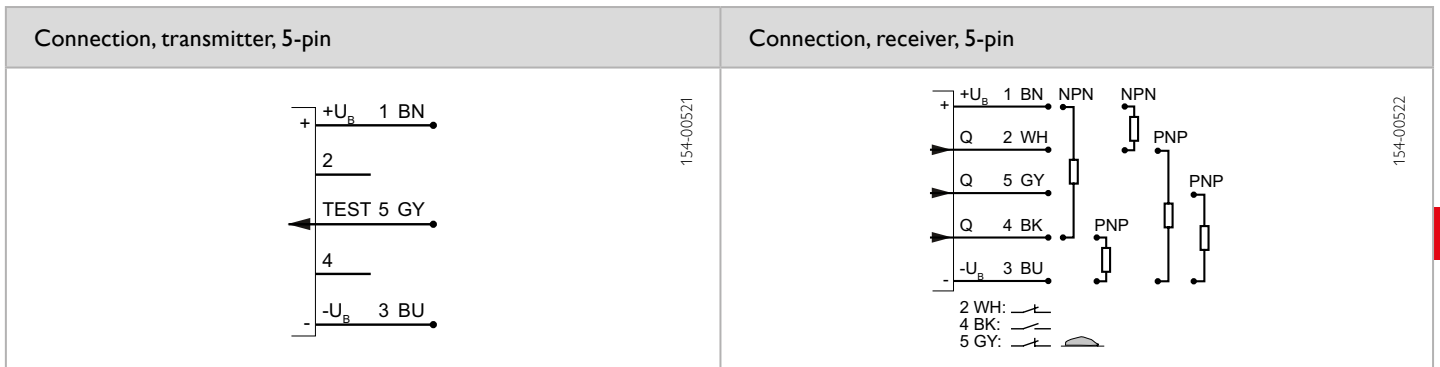 Connection, transmitter, 5-pin
+U_B 1 BN
+
2
TEST 5 GY
4
-U_B 3 BU
-
154-00521
Connection, receiver, 5-pin
+U_B 1 BN NPN NPN
+
Q 2 WH PNP
Q 5 GY PNP
Q 4 BK PNP
-U_B 3 BU
-
2 WH:
4 BK:
5 GY:
154-00522